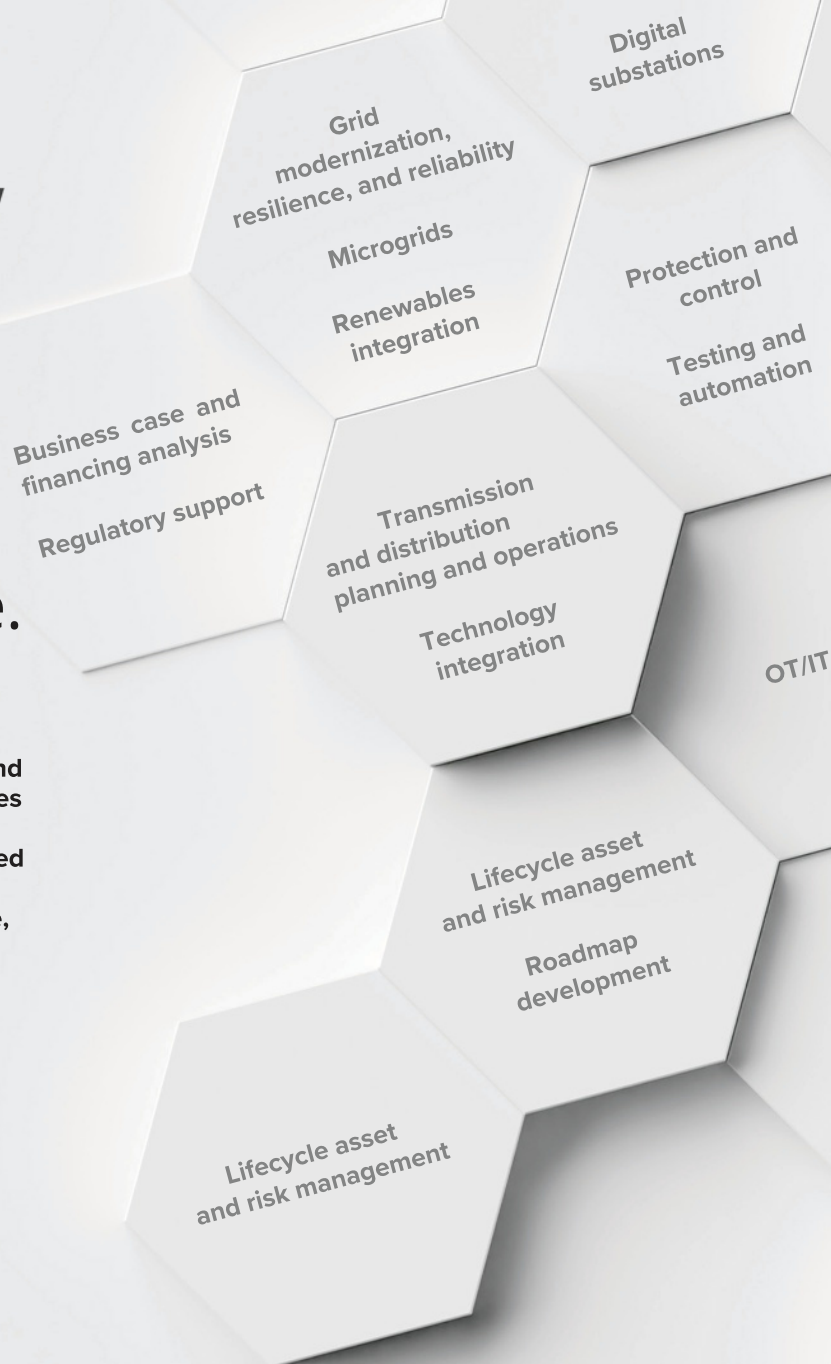 Digital
substations
Grid
modernization,
resilience, and reliability
Microgrids
Renewables
integration
Protection and
control
Testing and
automation
Business case and
financing analysis
Regulatory support
Transmission
and distribution
planning and operations
Technology
integration
OT/IT
Lifecycle asset
and risk management
Roadmap
development
Lifecycle asset
and risk management